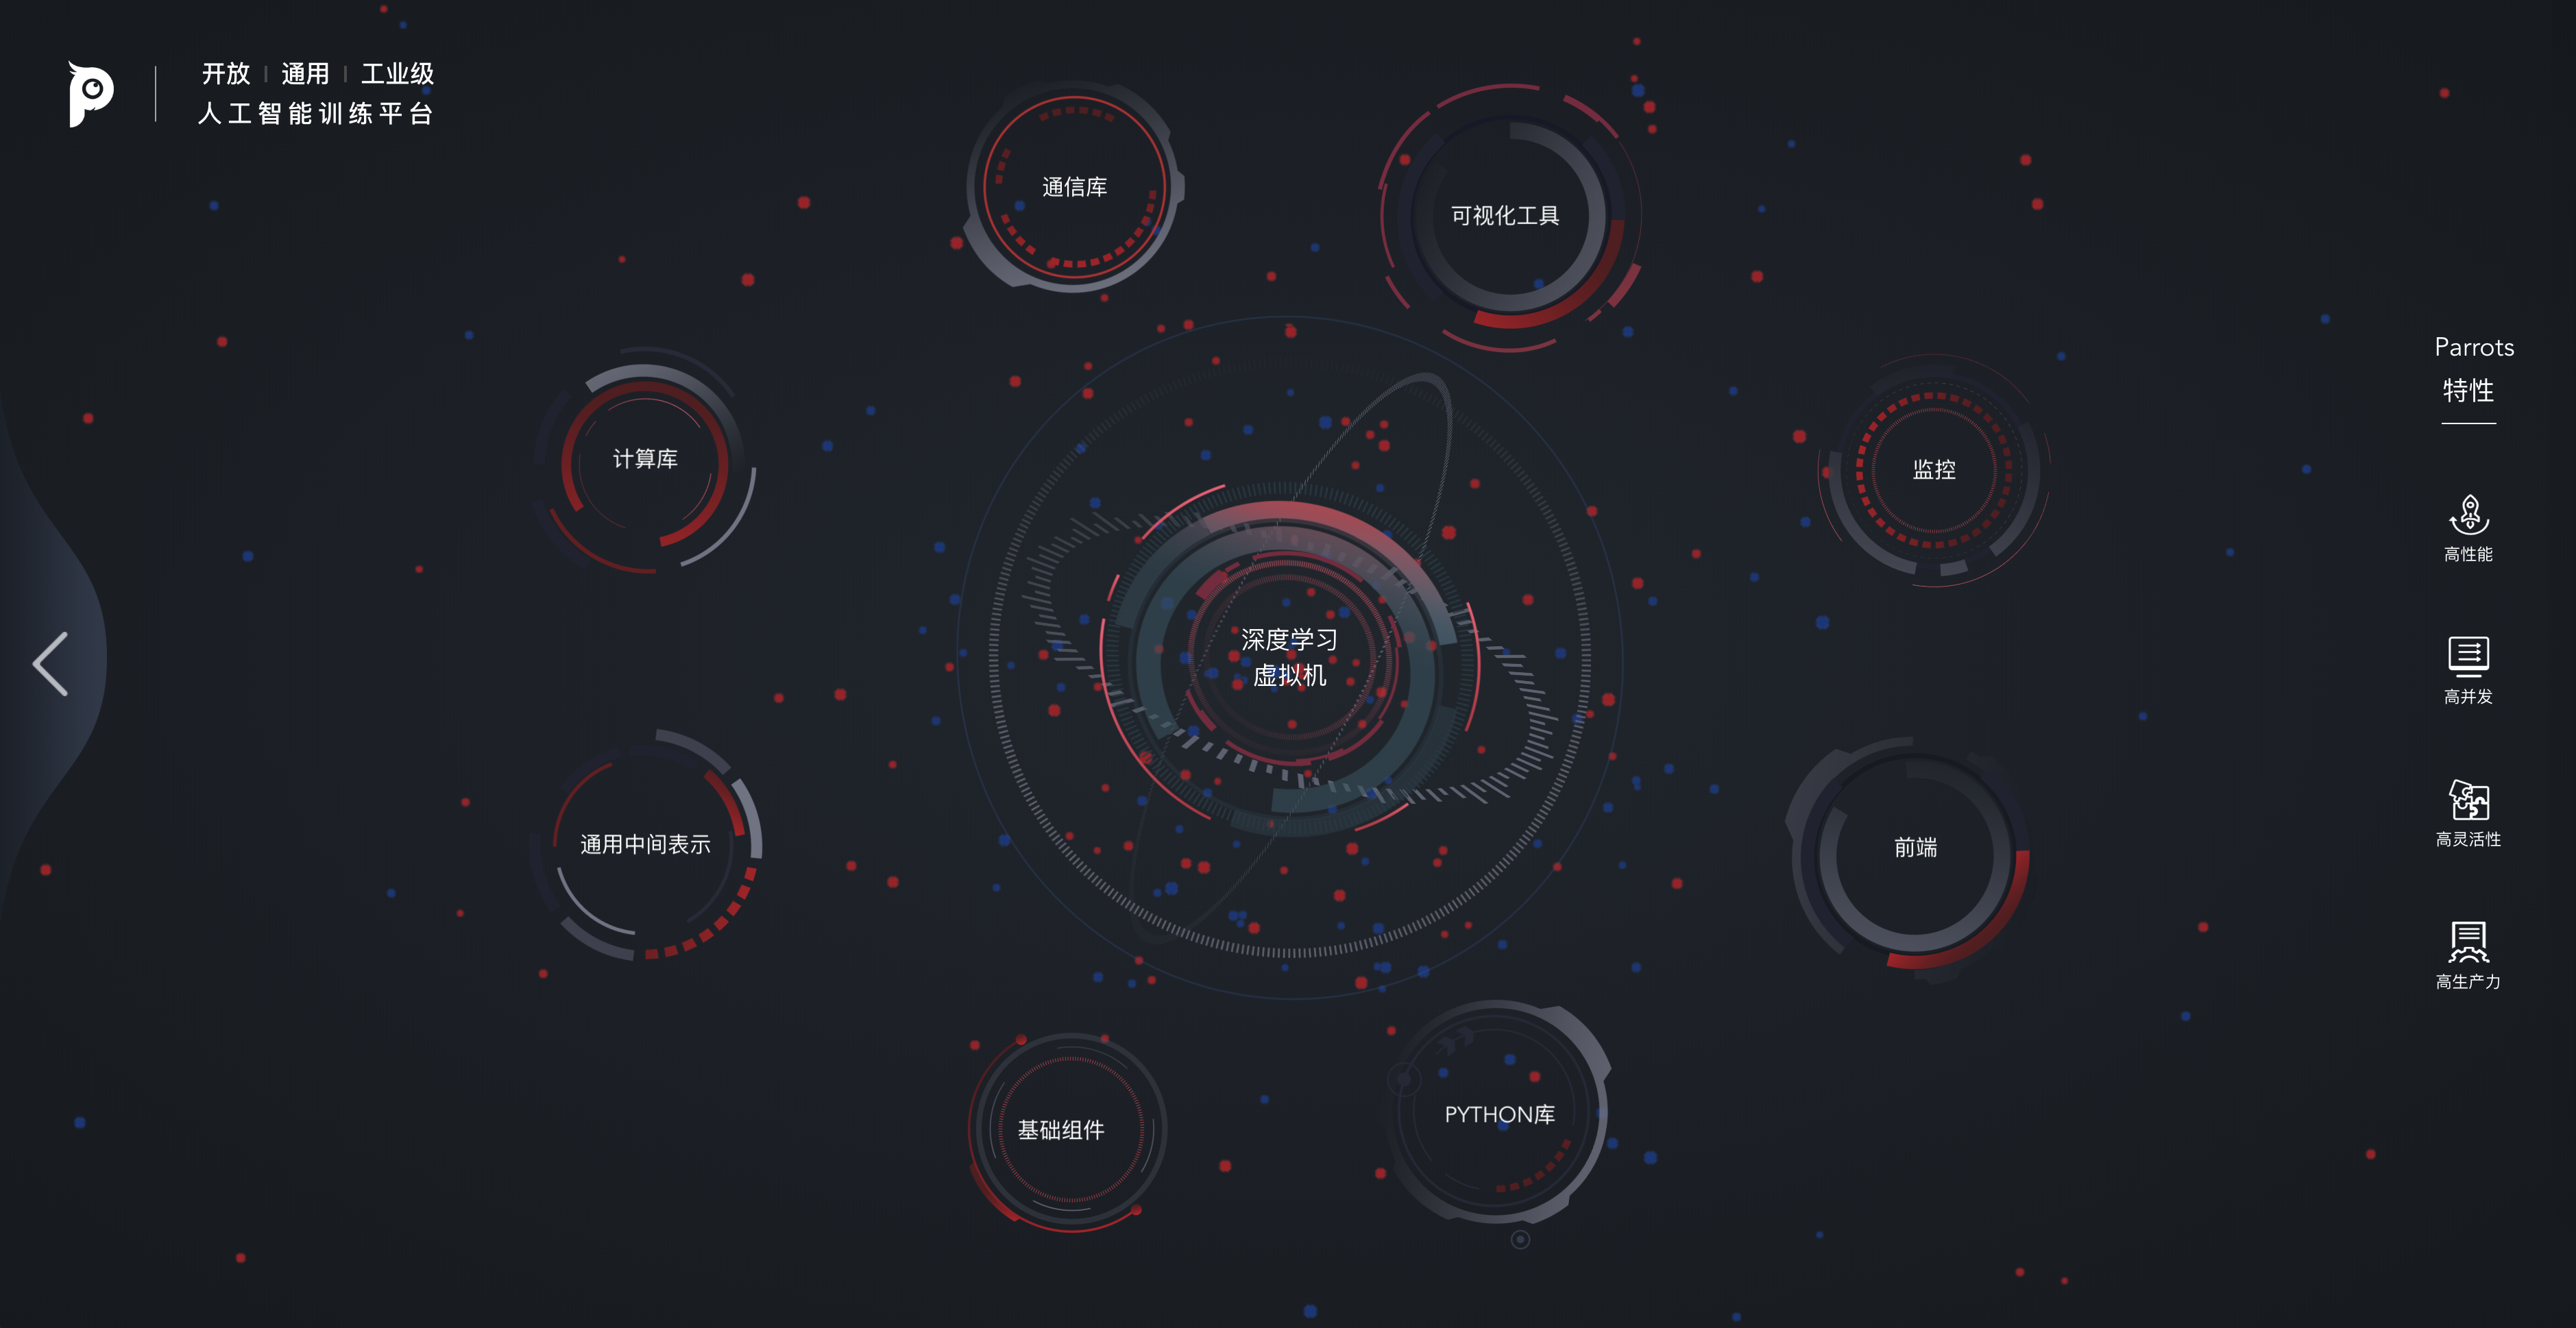 开放 | 通用 | 工业级
人工智能训练平台
通信库
可视化工具
计算库
监控
深度学习
虚拟机
通用中间表示
前端
基础组件
PYTHON库
Parrots
特性
高性能
高并发
高灵活性
高生产力